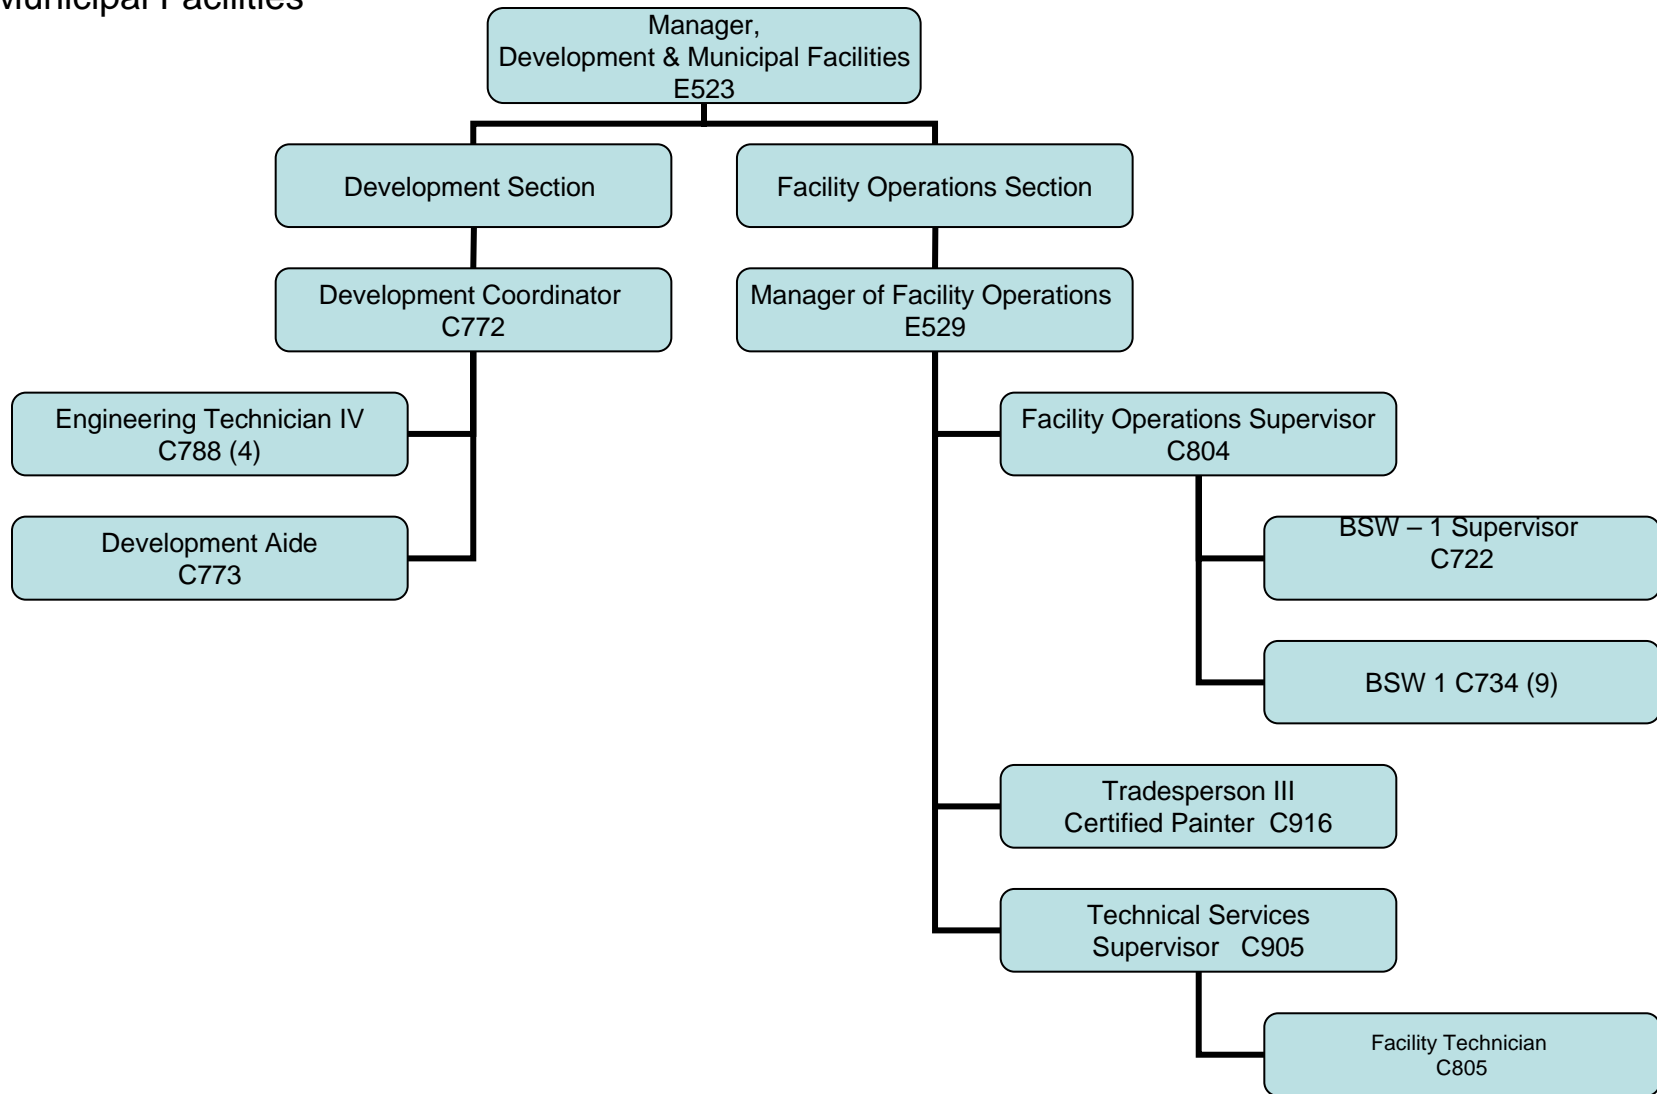 Municipal Facilities
Manager,
Development & Municipal Facilities
E523
Development Section
Facility Operations Section
Development Coordinator
C772
Manager of Facility Operations
E529
Engineering Technician IV
C788 (4)
Facility Operations Supervisor
C804
Development Aide
C773
BSW – 1 Supervisor
C722
BSW 1 C734 (9)
Tradesperson III
Certified Painter C916
Technical Services
Supervisor C905
Facility Technician
C805